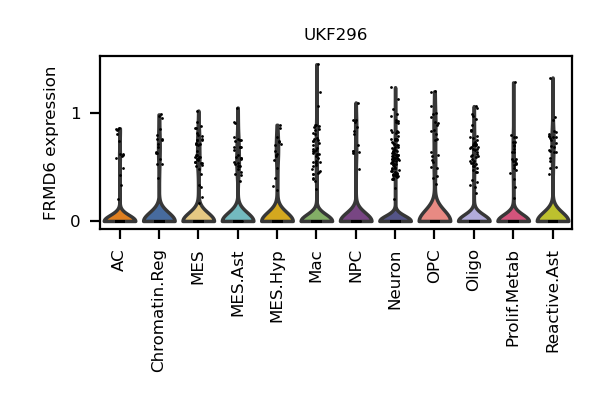 UKF296
FRMD6 expression
1
0
AC
Chromatin.Reg
MES
MES.Ast
MES.Hyp
Mac
NPC
Neuron
OPC
Oligo
Prolif.Metab
Reactive.Ast